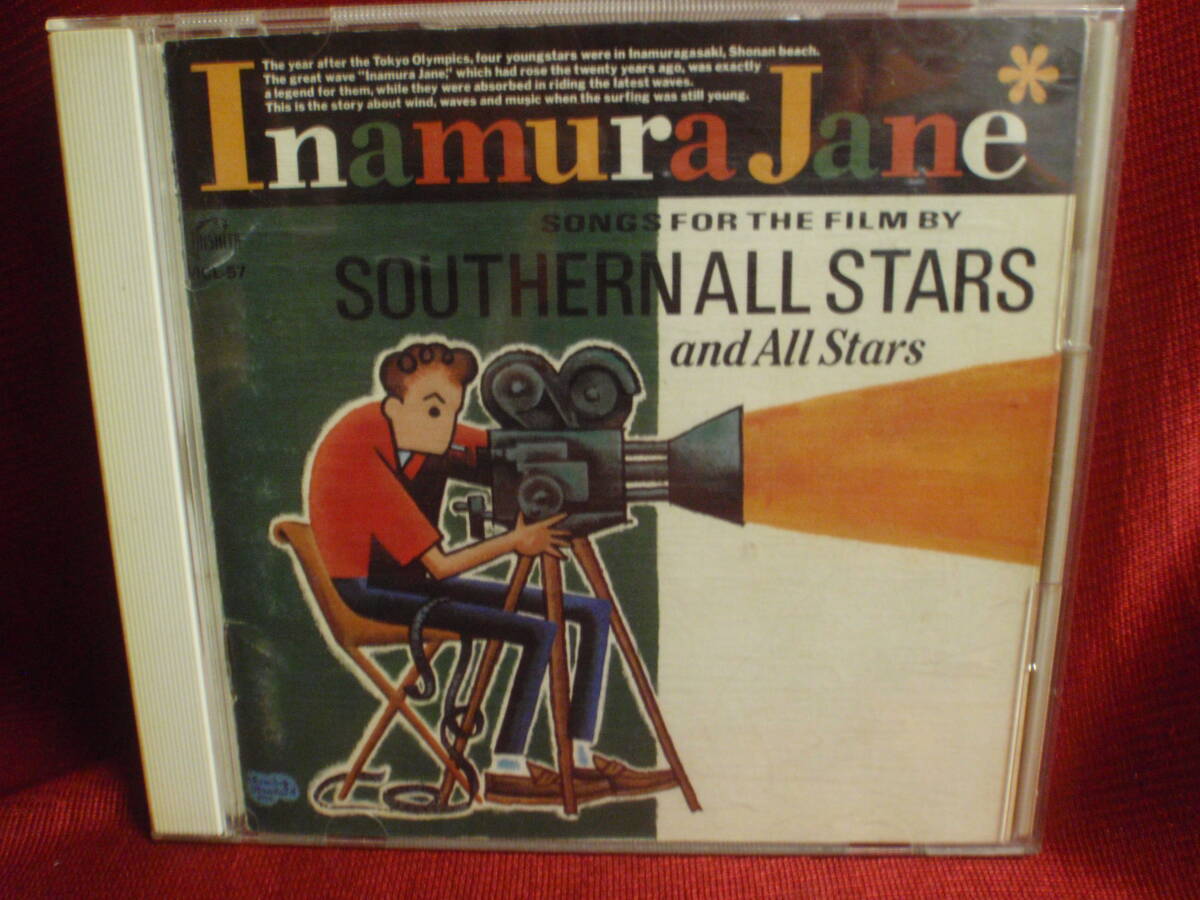 The year after the Tokyo Olympics, four youngstars were in Inamuragasaki, Shonan beach.
The great wave "Inamura Jane," which had rose the twenty years ago, was exactly
a legend for them, while they were absorbed in riding the latest waves.
This is the story about wind, waves and music when the surfing was still young.
Inamura Jane*
SONGS FOR THE FILM BY
SOUTHERN ALL STARS
and All Stars
TAISHITA
VICL-57